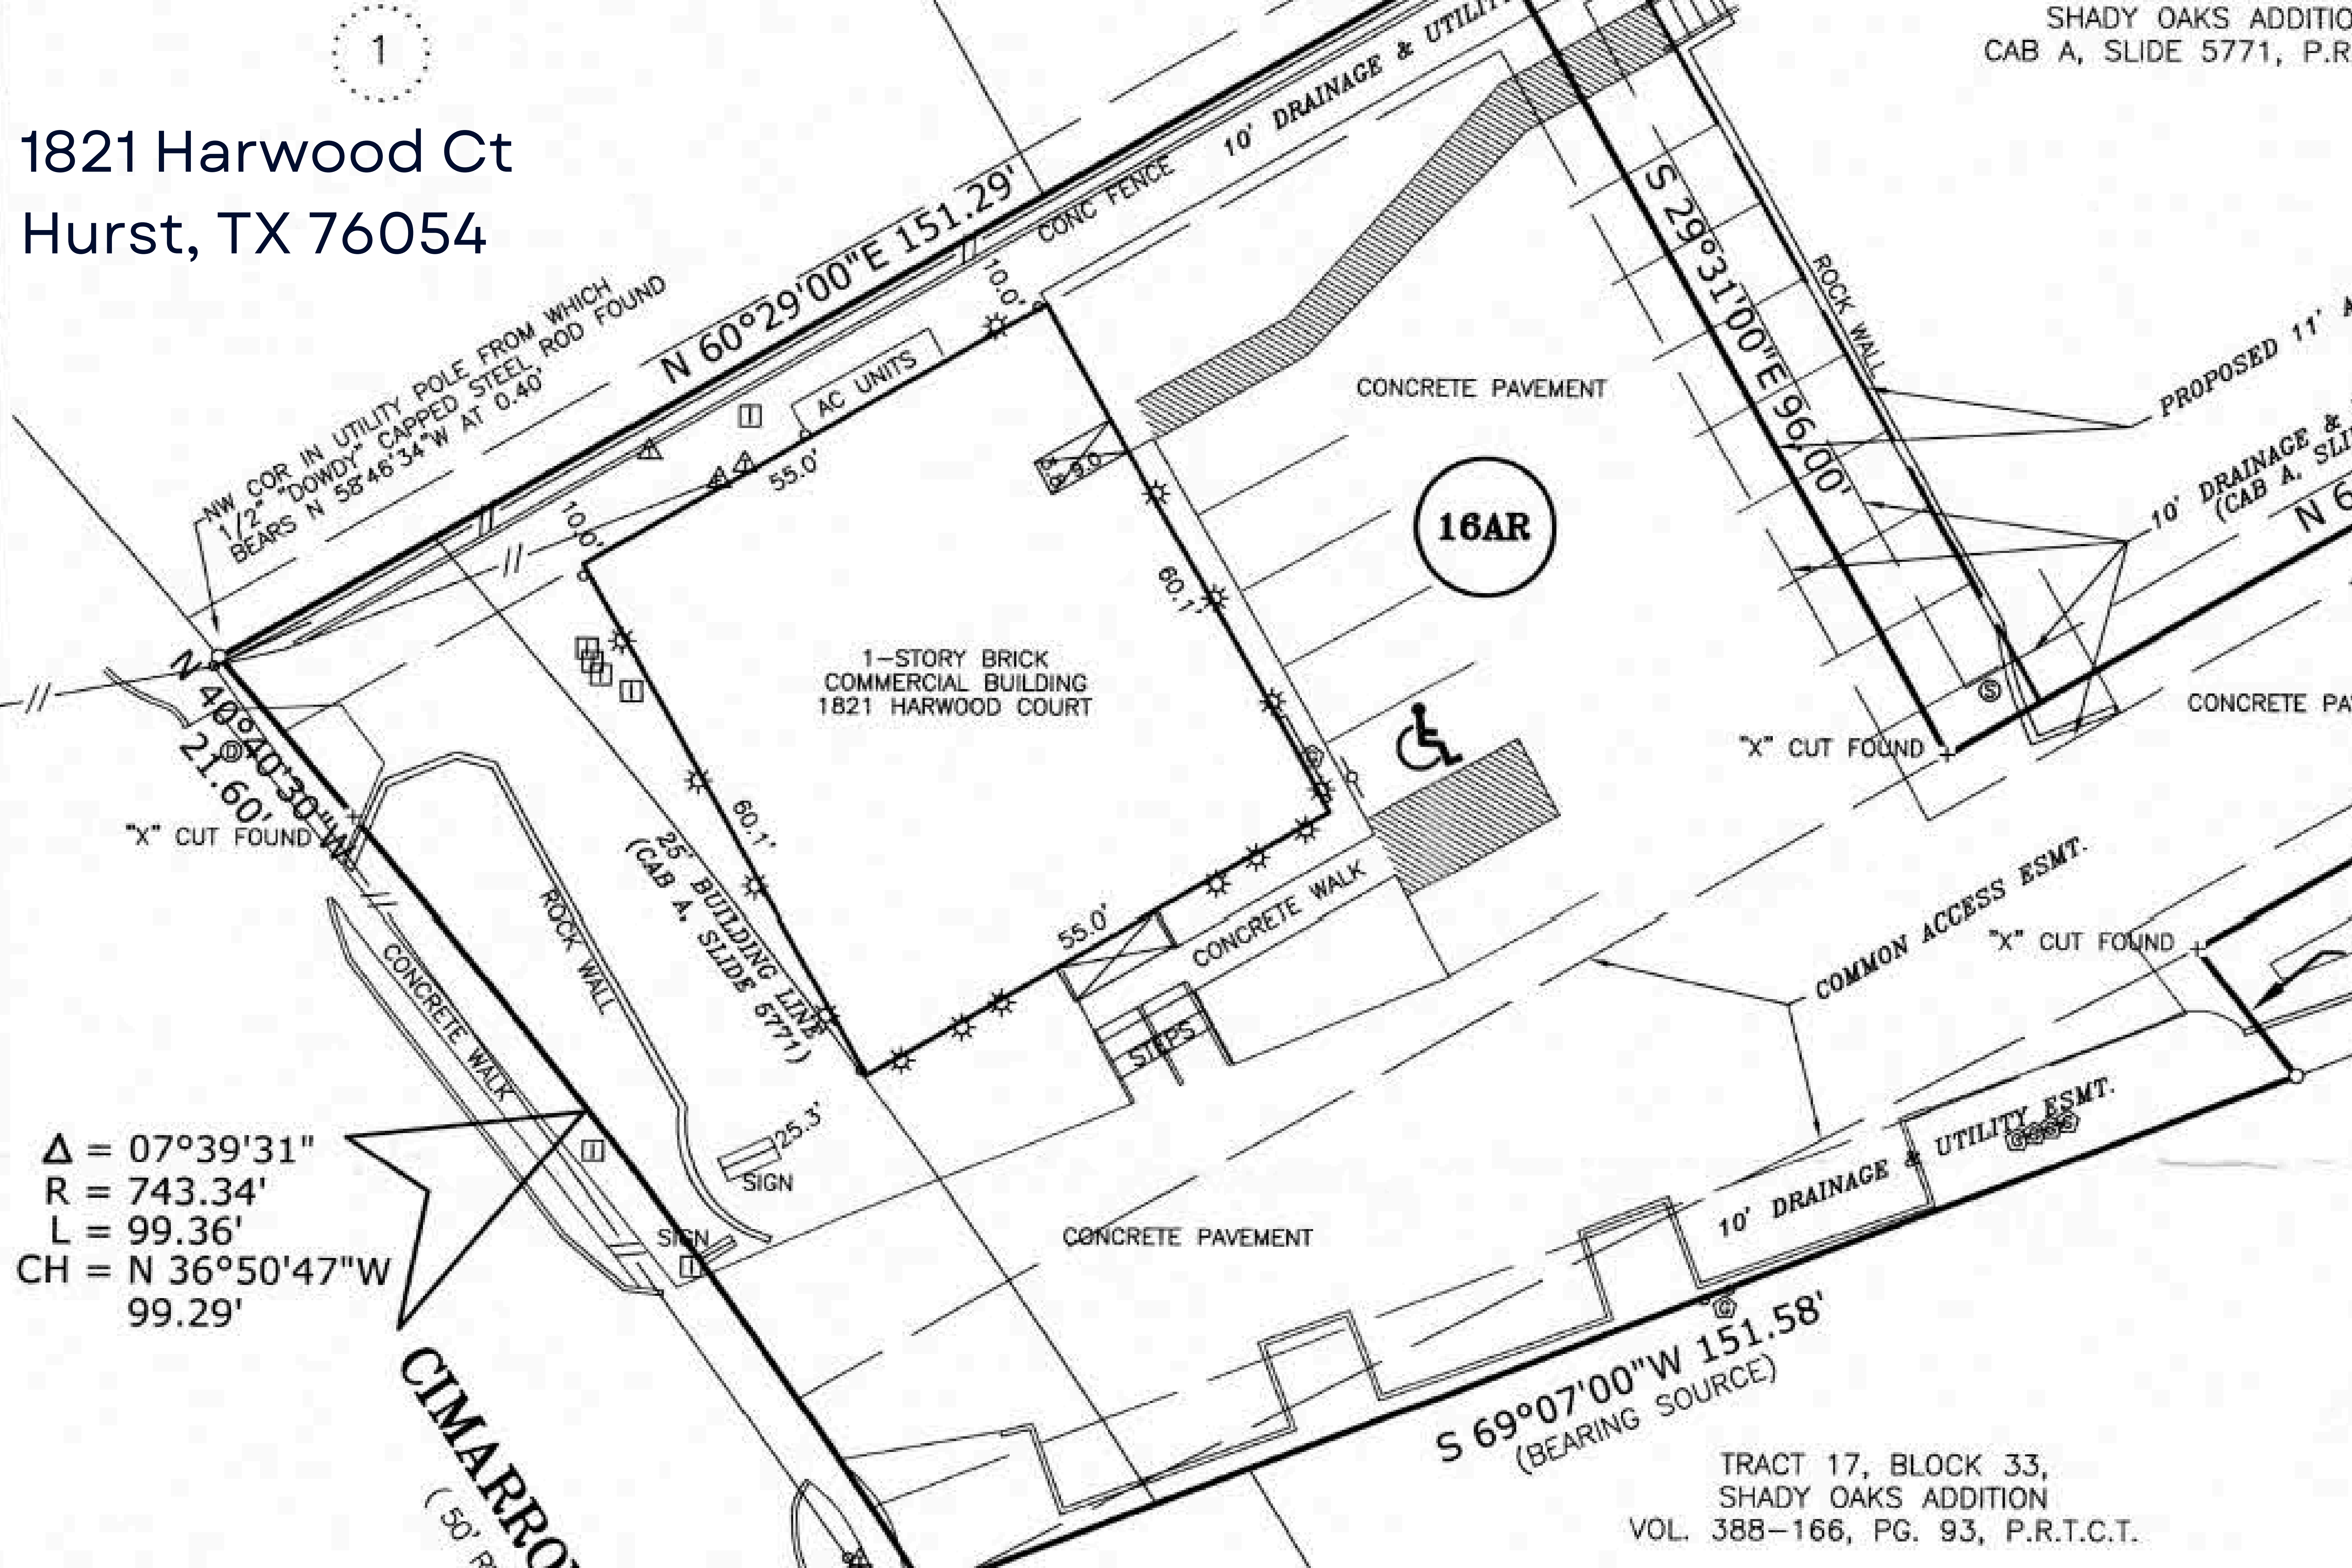 1
SHADY OAKS ADDITIO
CAB A, SLIDE 5771, P.R
1821 Harwood Ct
Hurst, TX 76054
10' DRAINAGE & UTILITY
CONC FENCE
N 60°29'00"E 151.29'
S 29°31'00"E 96.00'
ROCK WALL
NW COR IN UTILITY POLE FROM WHICH
1/2" "DOWDY" CAPPED STEEL ROD FOUND
BEARS N 58°46'34"W AT 0.40'
10.0'
AC UNITS
55.0'
10.0'
9.0
CONCRETE PAVEMENT
16AR
PROPOSED 11' A
10' DRAINAGE &
(CAB A, SLI
N 6
60.1'
1-STORY BRICK
COMMERCIAL BUILDING
1821 HARWOOD COURT
N 40°40'30"W
21.60'
D
S
"X" CUT FOUND
"X" CUT FOUND
CONCRETE PA
60.1'
25' BUILDING LINE
(CAB A, SLIDE 5771)
ROCK WALL
CONCRETE WALK
55.0'
CONCRETE WALK
STEPS
COMMON ACCESS ESMT.
"X" CUT FOUND
25.3'
SIGN
SIGN
Δ = 07°39'31"
R = 743.34'
L = 99.36'
CH = N 36°50'47"W
99.29'
CONCRETE PAVEMENT
10' DRAINAGE & UTILITY ESMT.
G
S 69°07'00"W 151.58'
(BEARING SOURCE)
CIMARRO
( 50' R
TRACT 17, BLOCK 33,
SHADY OAKS ADDITION
VOL. 388-166, PG. 93, P.R.T.C.T.